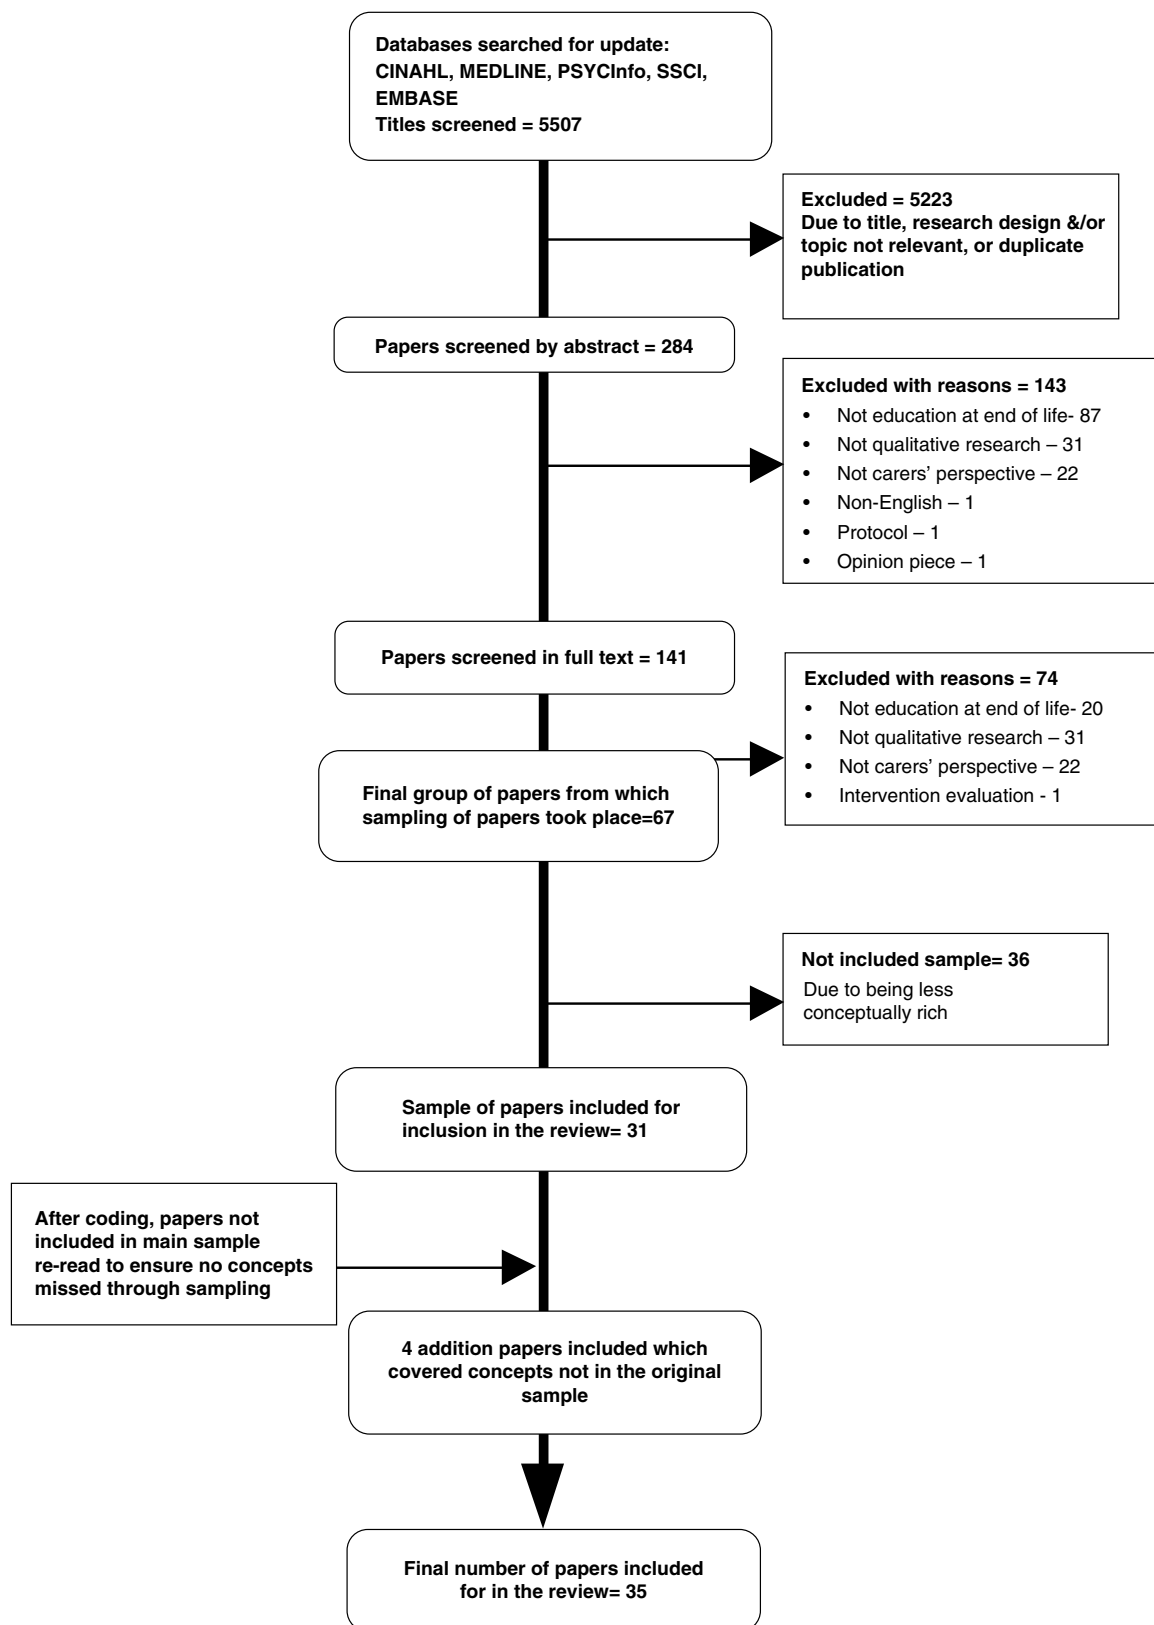 Databases searched for update:
CINAHL, MEDLINE, PSYCInfo, SSCI,
EMBASE
Titles screened = 5507
Excluded = 5223
Due to title, research design &/or
topic not relevant, or duplicate
publication
Papers screened by abstract = 284
Excluded with reasons = 143
• Not education at end of life- 87
• Not qualitative research – 31
• Not carers’ perspective – 22
• Non-English – 1
• Protocol – 1
• Opinion piece – 1
Papers screened in full text = 141
Excluded with reasons = 74
• Not education at end of life- 20
• Not qualitative research – 31
• Not carers’ perspective – 22
• Intervention evaluation - 1
Final group of papers from which
sampling of papers took place=67
Not included sample= 36
Due to being less
conceptually rich
Sample of papers included for
inclusion in the review= 31
After coding, papers not
included in main sample
re-read to ensure no concepts
missed through sampling
4 addition papers included which
covered concepts not in the original
sample
Final number of papers included
for in the review= 35